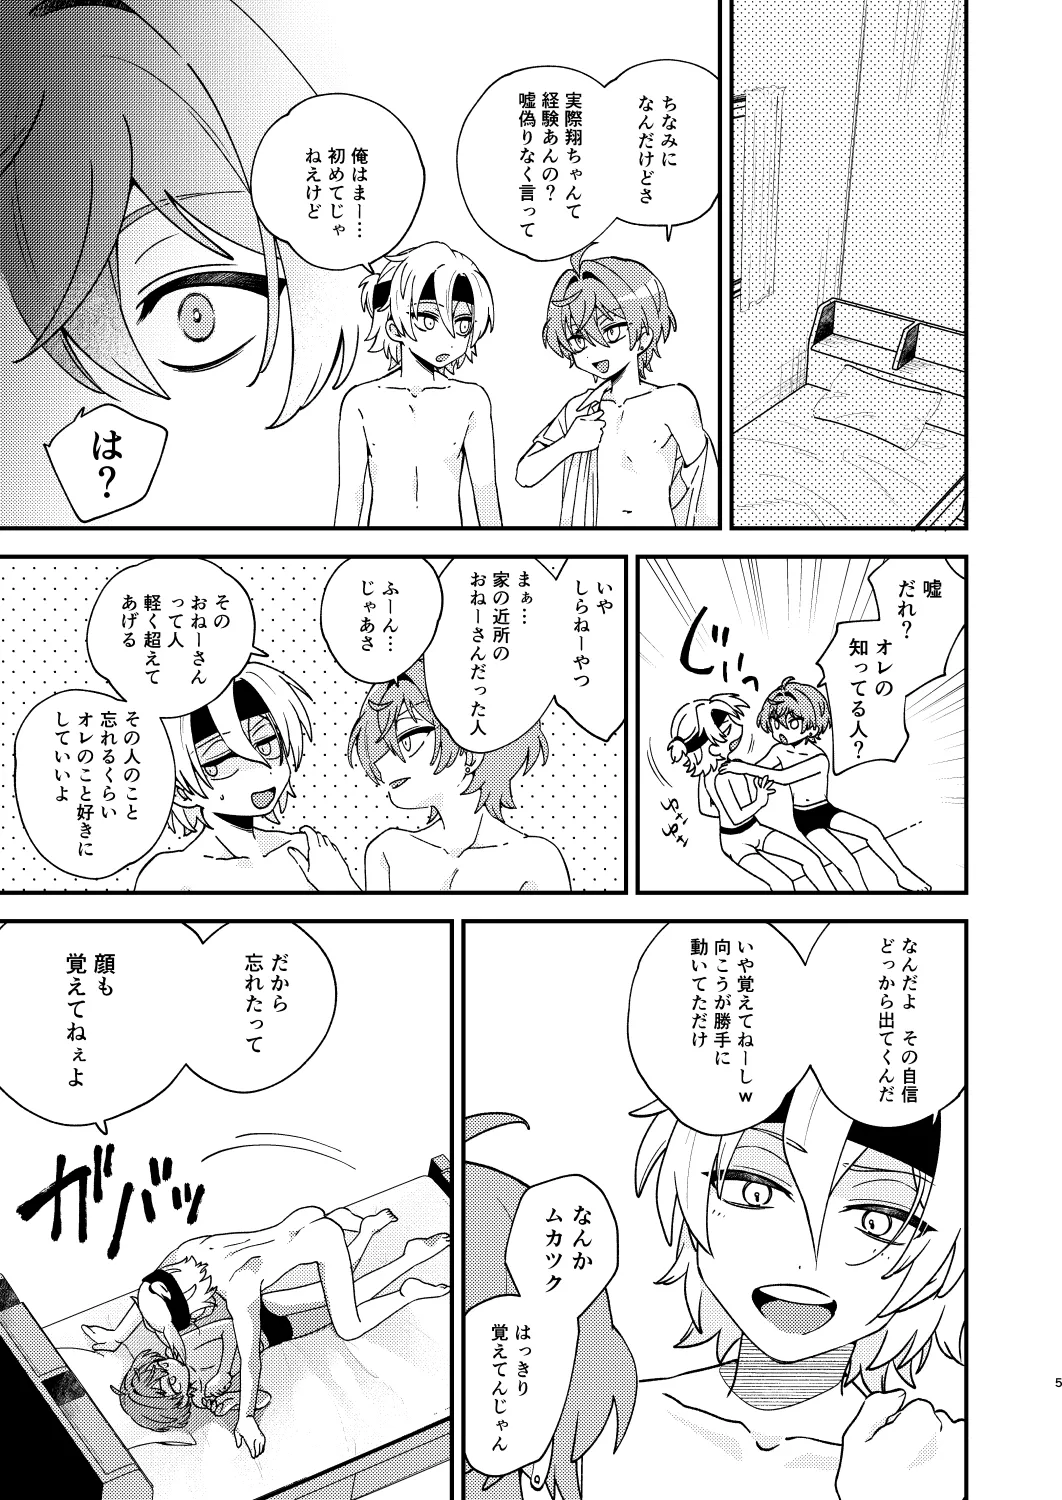 ちなみに
なんだけどさ
実際翔ちゃんて
経験あんの？
嘘偽りなく言って
俺はまー…
初めてじゃ
ねえけど
は？
嘘
だれ？
オレの
知ってる人？
じいっ
いや
しらねーやつ
まぁ…
家の近所の
おねーさんだった人
ふーん…
じゃあさ
その
おねーさん
って人
軽く超えて
あげる
その人のこと
忘れるくらい
オレのこと好きに
していいよ
なんだよ その自信
どっから出てくんだ
いや覚えてねーしw
向こうが勝手に
動いてただけ
なんか
ムカツク
はっきり
覚えてんじゃん
だから
忘れたって
顔も
覚えてねぇよ
ガバッ
5